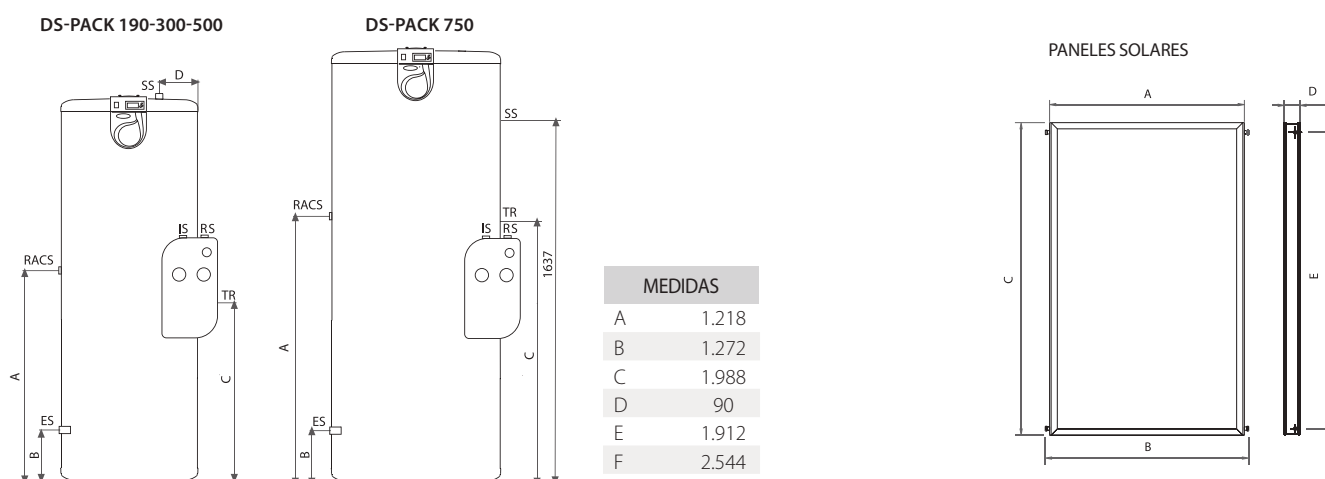 DS-PACK 190-300-500
D
SS
RACS
IS RS
TR
A
C
ES
B
DS-PACK 750
SS
RACS
TR
IS RS
1637
A
C
ES
B
MEDIDAS
A 1.218
B 1.272
C 1.988
D 90
E 1.912
F 2.544
PANELES SOLARES
A
D
C
E
B